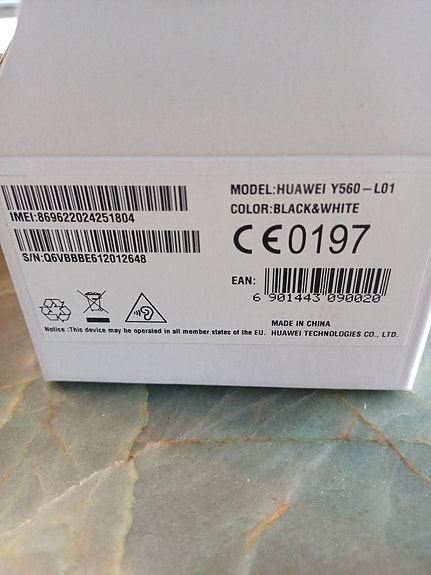 IMEI:869622024251804
S/N:Q6VBBBE612012648
MODEL:HUAWEI Y560-L01
COLOR:BLACK&WHITE
CE0197
EAN:
6 901443 090020
Notice :This device may be operated in all member states of the EU.
MADE IN CHINA
HUAWEI TECHNOLOGIES CO., LTD.